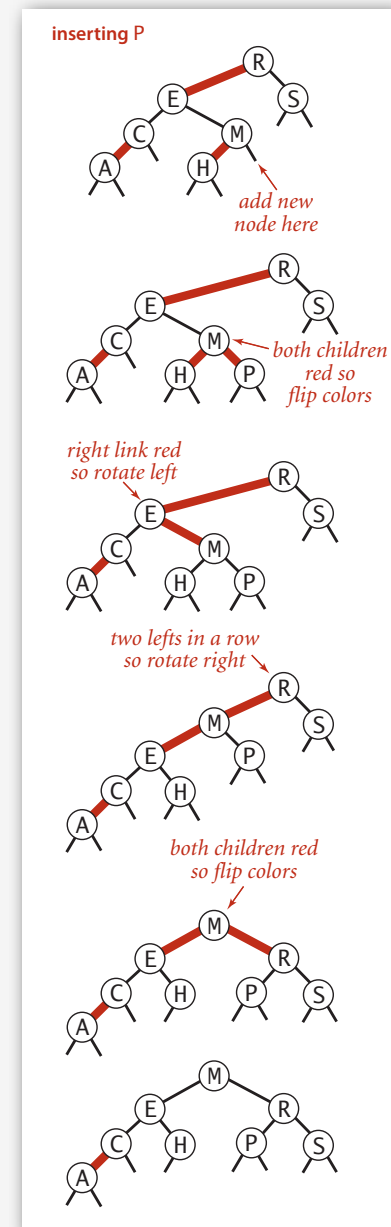 inserting P
R
E
S
C
M
A
H
add new
node here
R
E
S
C
M
both children
red so
flip colors
A
H
P
right link red
so rotate left
R
E
S
C
M
A
H
P
two lefts in a row
so rotate right
R
M
S
E
P
C
H
A
both children red
so flip colors
M
E
R
C
H
P
S
A
M
E
R
C
H
P
S
A